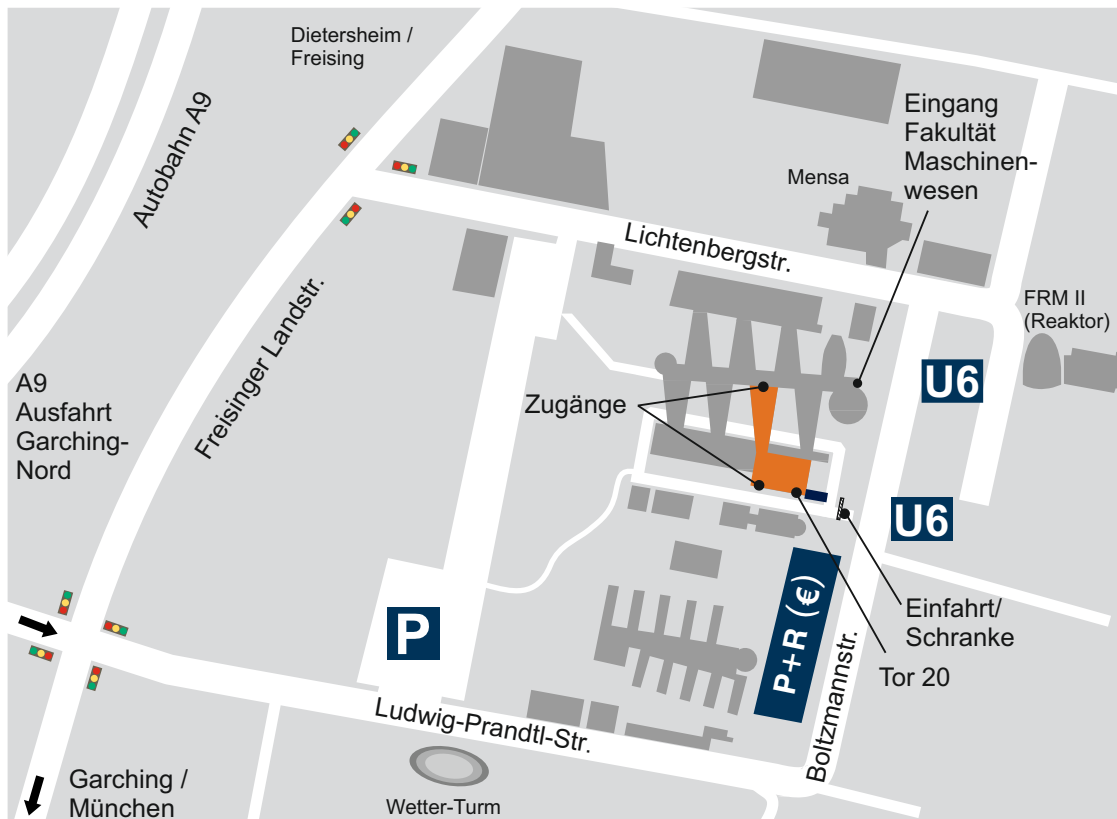 Dietersheim /
Freising
Autobahn A9
Eingang
Fakultät
Maschinen-
wesen
Mensa
Lichtenbergstr.
FRM II
(Reaktor)
Freisinger Landstr.
A9
Ausfahrt
Garching-
Nord
U6
Zugänge
U6
P+R (€)
Einfahrt/
Schranke
P
Tor 20
Boltzmannstr.
Ludwig-Prandtl-Str.
Garching /
München
Wetter-Turm